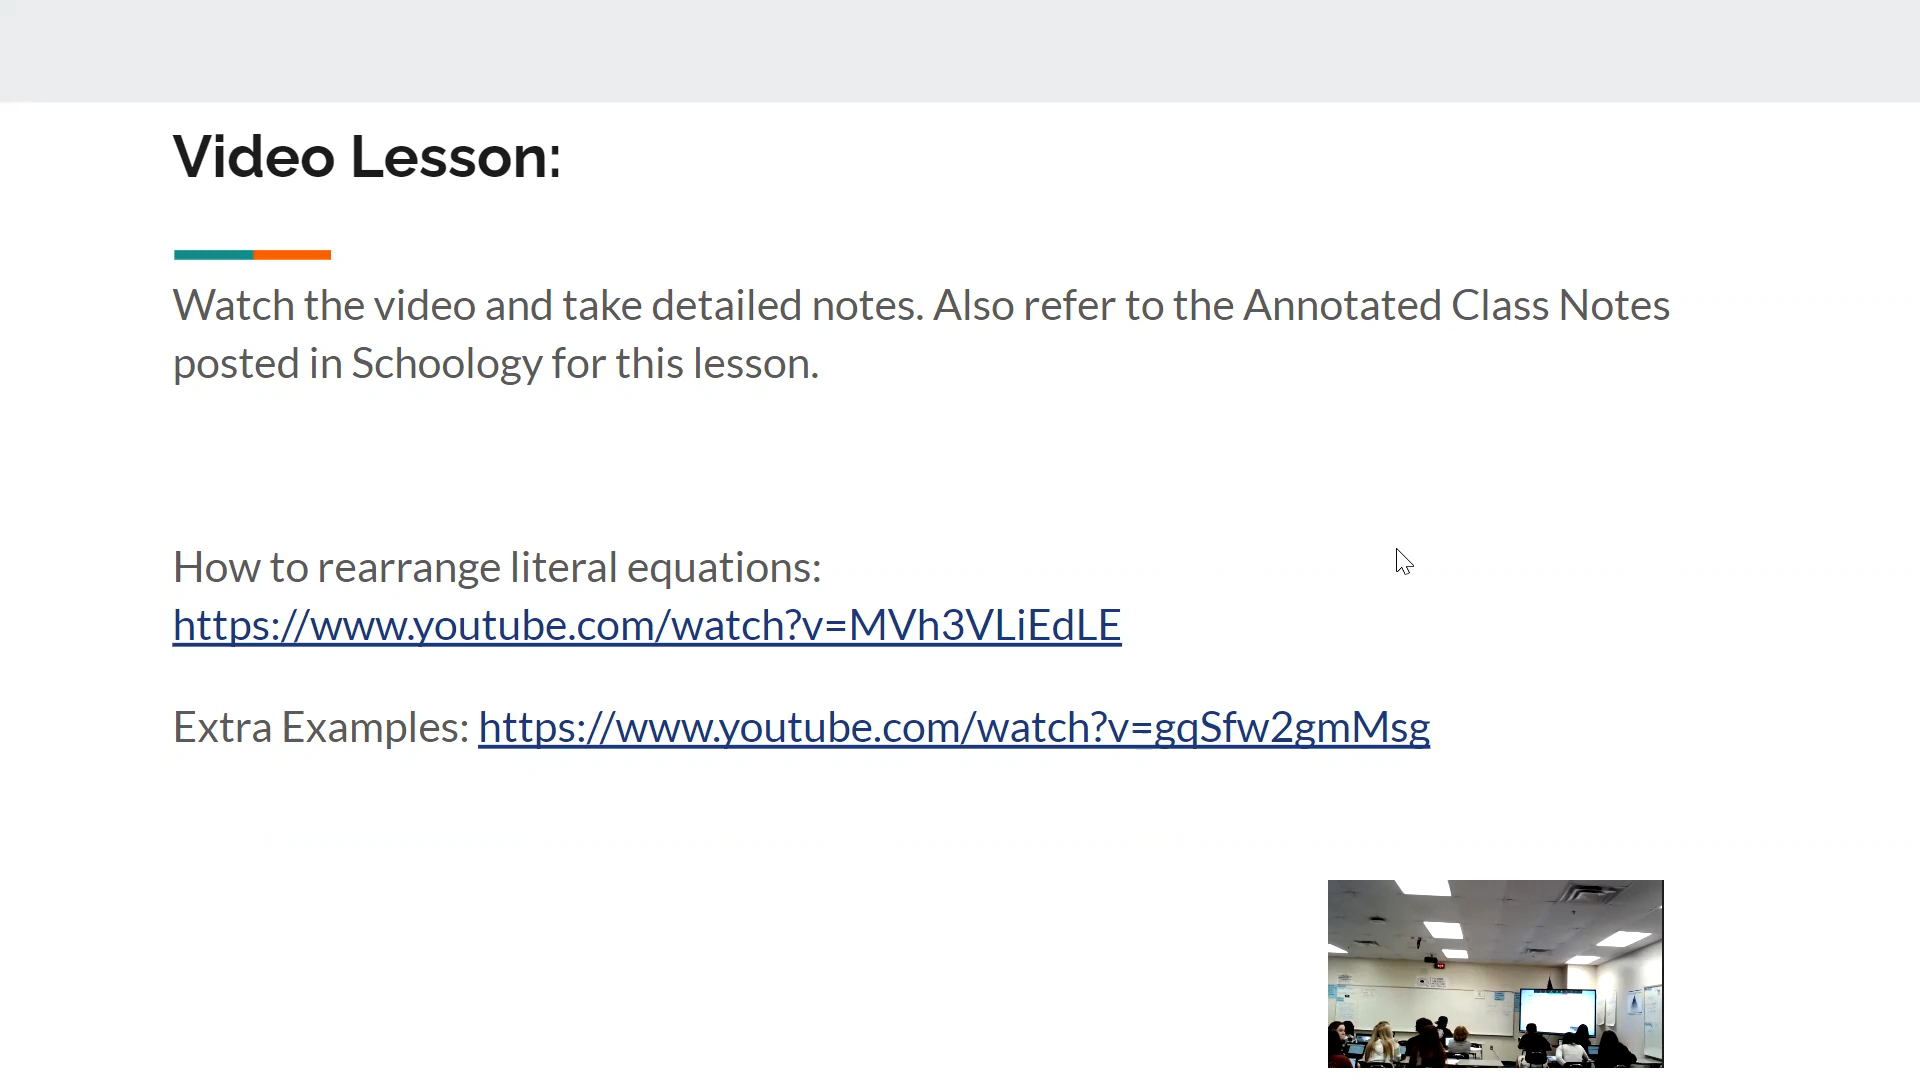 Video Lesson:
Watch the video and take detailed notes. Also refer to the Annotated Class Notes
posted in Schoology for this lesson.
How to rearrange literal equations:
https://www.youtube.com/watch?v=MVh3VLiEdLE
Extra Examples: https://www.youtube.com/watch?v=gqSfw2gmMsg